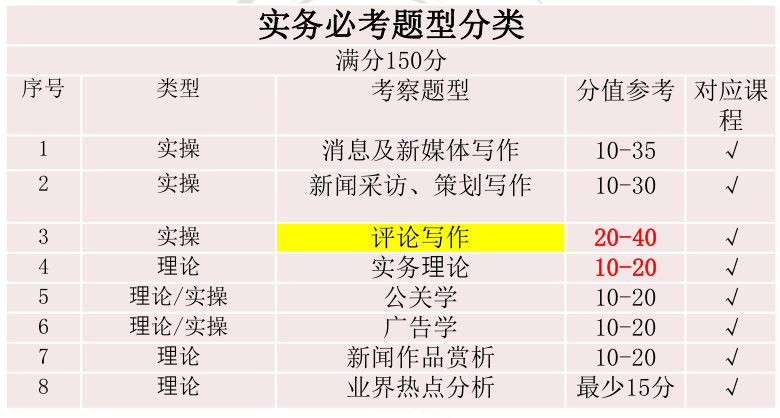 实务必考题型分类
满分150分
序号 类型 考察题型 分值参考 对应课程
1 实操 消息及新媒体写作 10-35 √
2 实操 新闻采访、策划写作 10-30 √
3 实操 评论写作 20-40 √
4 理论 实务理论 10-20 √
5 理论/实操 公关学 10-20 √
6 理论/实操 广告学 10-20 √
7 理论 新闻作品赏析 10-20 √
8 理论 业界热点分析 最少15分 √